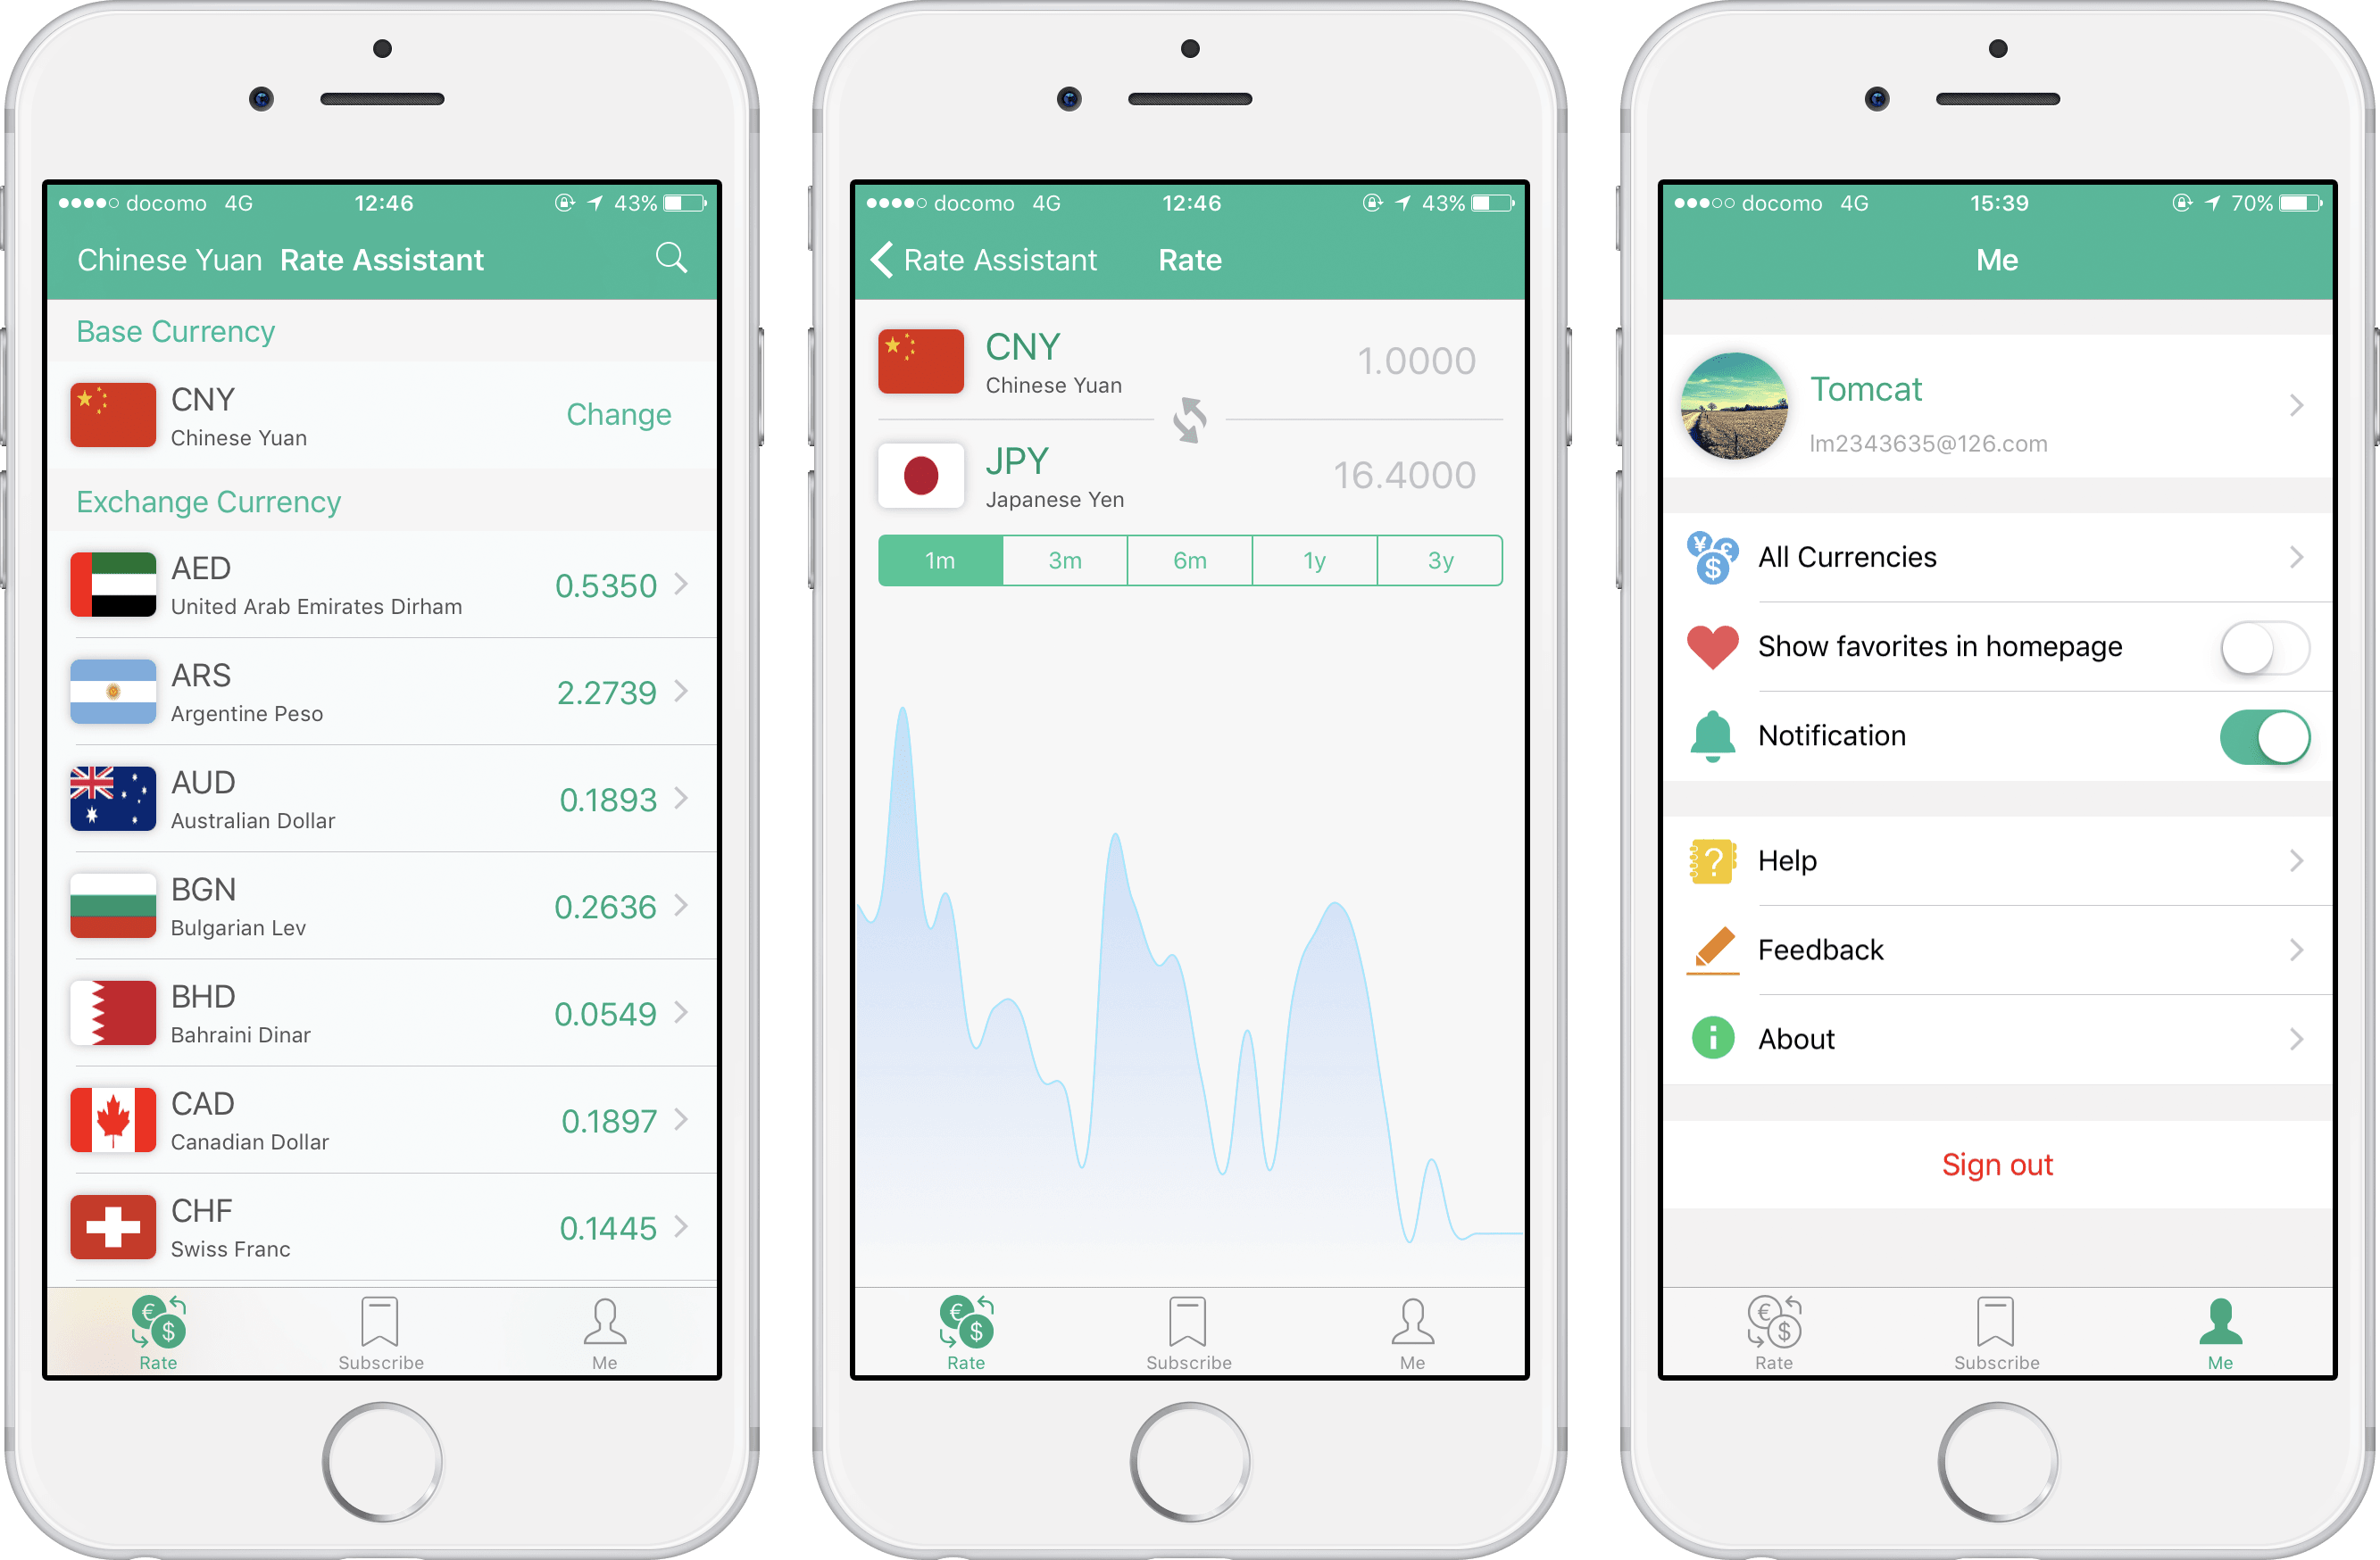 docomo 4G 12:46 43%
Chinese Yuan Rate Assistant
Base Currency
CNY
Chinese Yuan
Change
Exchange Currency
AED
United Arab Emirates Dirham
0.5350
ARS
Argentine Peso
2.2739
AUD
Australian Dollar
0.1893
BGN
Bulgarian Lev
0.2636
BHD
Bahraini Dinar
0.0549
CAD
Canadian Dollar
0.1897
CHF
Swiss Franc
0.1445
Rate Subscribe Me
docomo 4G 12:46 43%
Rate Assistant Rate
CNY
Chinese Yuan
1.0000
JPY
Japanese Yen
16.4000
1m 3m 6m 1y 3y
Rate Subscribe Me
docomo 4G 15:39 70%
Me
Tomcat
lm2343635@126.com
All Currencies
Show favorites in homepage
Notification
Help
Feedback
About
Sign out
Rate Subscribe Me